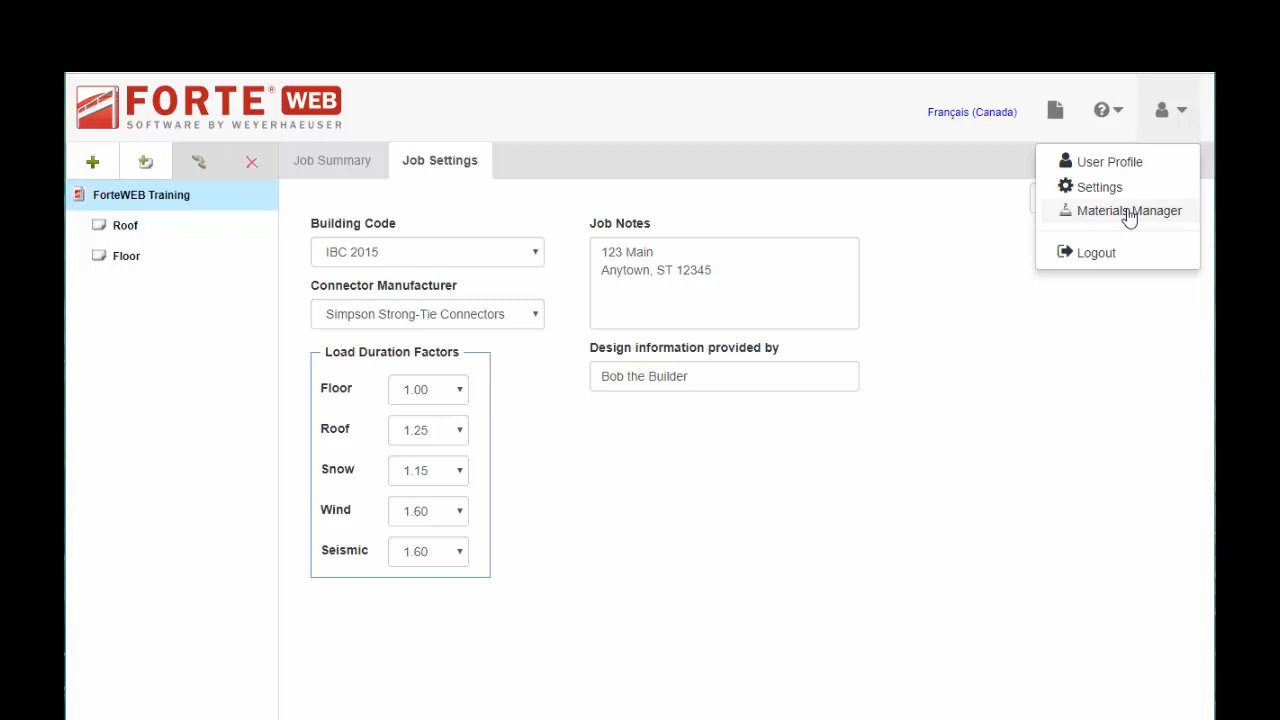 FORTE® WEB
SOFTWARE BY WEYERHAEUSER
Français (Canada)
User Profile
Settings
Materials Manager
Logout
Job Summary
Job Settings
ForteWEB Training
Roof
Floor
Building Code
IBC 2015
Connector Manufacturer
Simpson Strong-Tie Connectors
Load Duration Factors
Floor 1.00
Roof 1.25
Snow 1.15
Wind 1.60
Seismic 1.60
Job Notes
123 Main
Anytown, ST 12345
Design information provided by
Bob the Builder